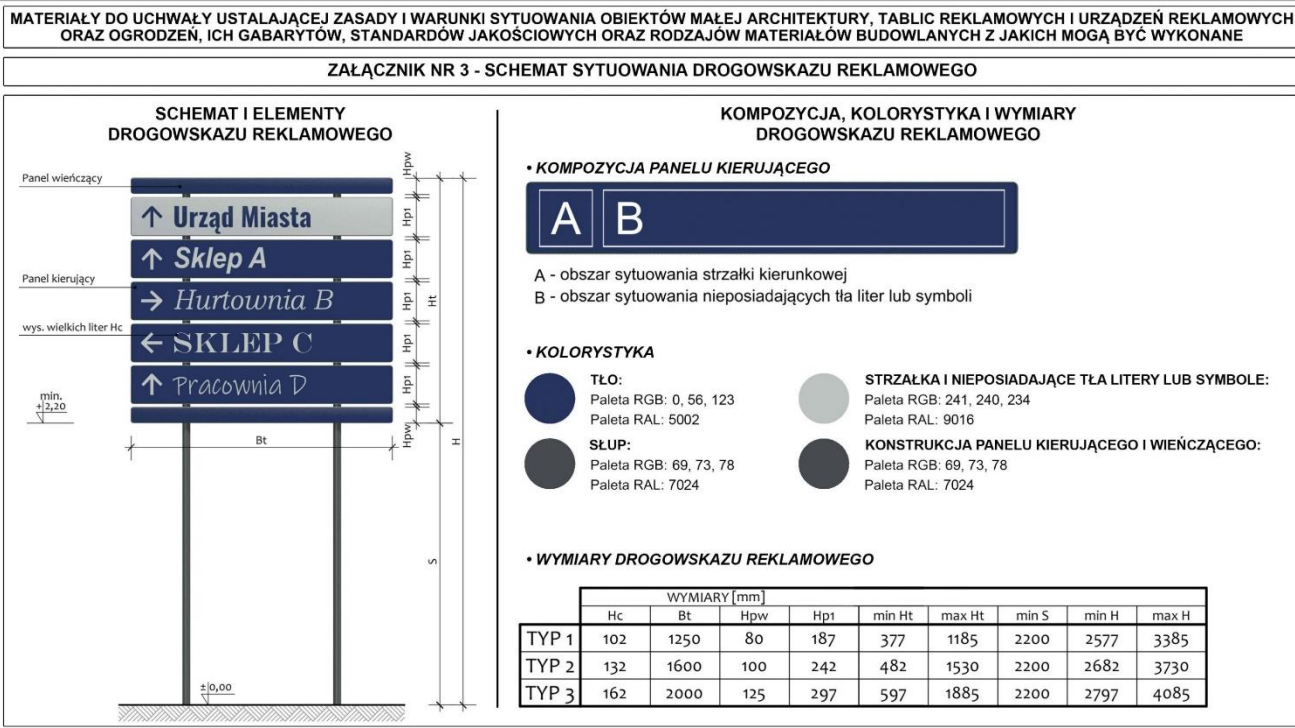 MATERIAŁY DO UCHWAŁY USTALAJĄCEJ ZASADY I WARUNKI SYTUOWANIA OBIEKTÓW MAŁEJ ARCHITEKTURY, TABLIC REKLAMOWYCH I URZĄDZEŃ REKLAMOWYCH
ORAZ OGRODZEŃ, ICH GABARYTÓW, STANDARDÓW JAKOŚCIOWYCH ORAZ RODZAJÓW MATERIAŁÓW BUDOWLANYCH Z JAKICH MOGĄ BYĆ WYKONANE
ZAŁĄCZNIK NR 3 - SCHEMAT SYTUOWANIA DROGOWSKAZU REKLAMOWEGO
SCHEMAT I ELEMENTY
DROGOWSKAZU REKLAMOWEGO
Panel wieńczący
Hpw
↑ Urząd Miasta
Hp1
↑ Sklep A
Hp1
Panel kierujący
→ Hurtownia B
Hp1
Ht
wys. wielkich liter Hc
← SKLEP C
Hp1
↑ Pracownia D
Hp1
min.
+2,20
Bt
Hpw
H
S
±0,00
KOMPOZYCJA, KOLORYSTYKA I WYMIARY
DROGOWSKAZU REKLAMOWEGO
• KOMPOZYCJA PANELU KIERUJĄCEGO
A B
A - obszar sytuowania strzałki kierunkowej
B - obszar sytuowania nieposiadających tła liter lub symboli
• KOLORYSTYKA
TŁO:
Paleta RGB: 0, 56, 123
Paleta RAL: 5002
STRZAŁKA I NIEPOSIADAJĄCE TŁA LITERY LUB SYMBOLE:
Paleta RGB: 241, 240, 234
Paleta RAL: 9016
SŁUP:
Paleta RGB: 69, 73, 78
Paleta RAL: 7024
KONSTRUKCJA PANELU KIERUJĄCEGO I WIEŃCZĄCEGO:
Paleta RGB: 69, 73, 78
Paleta RAL: 7024
• WYMIARY DROGOWSKAZU REKLAMOWEGO
WYMIARY [mm]
Hc Bt Hpw Hp1 min Ht max Ht min S min H max H
TYP 1 102 1250 80 187 377 1185 2200 2577 3385
TYP 2 132 1600 100 242 482 1530 2200 2682 3730
TYP 3 162 2000 125 297 597 1885 2200 2797 4085